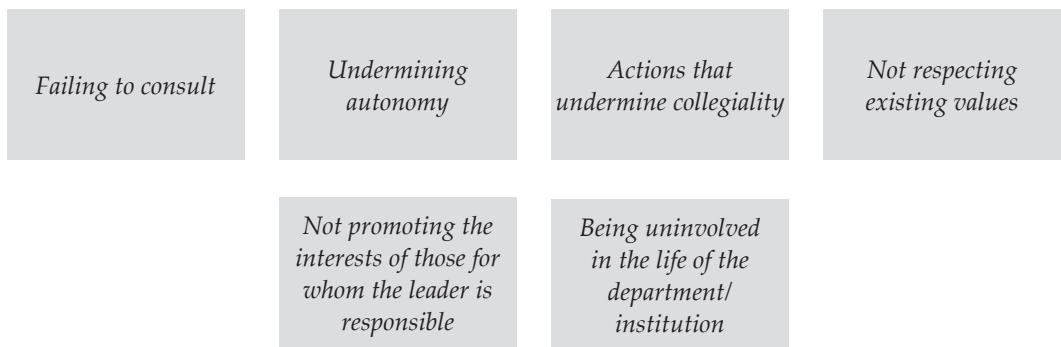 Failing to consult
Undermining
autonomy
Actions that
undermine collegiality
Not respecting
existing values
Not promoting the
interests of those for
whom the leader is
responsible
Being uninvolved
in the life of the
department/
institution